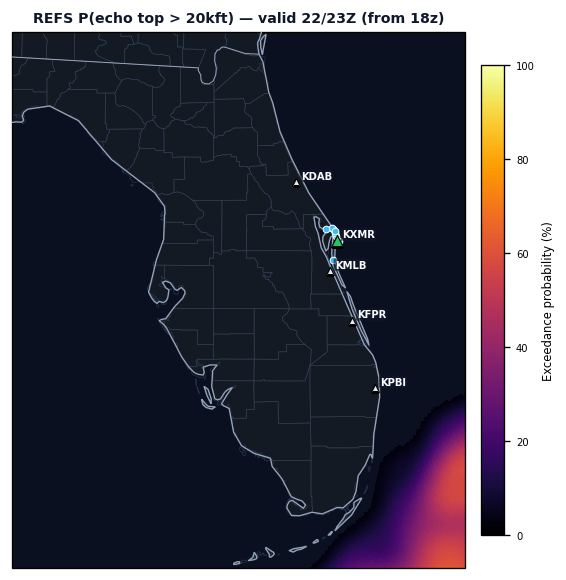 REFS P(echo top > 20kft) — valid 22/23Z (from 18z)
KDAB
KXMR
KMLB
KFPR
KPBI
100
80
60
40
20
0
Exceedance probability (%)